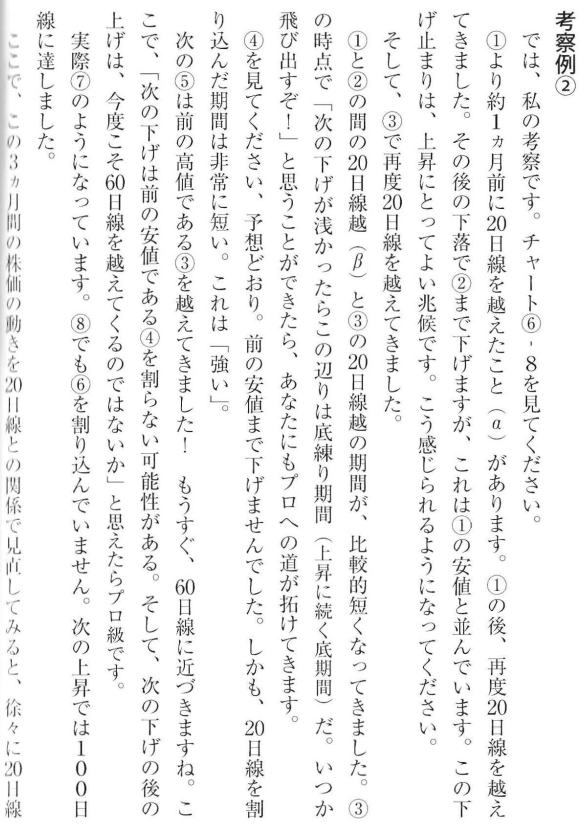 考察例②
では、私の考察です。チャート⑥-8を見てください。
①より約1ヵ月前に20日線を越えたこと（α）があります。①の後、再度20日線を越え
てきました。その後の下落で②まで下げますが、これは①の安値と並んでいます。この下
げ止まりは、上昇にとってよい兆候です。こう感じられるようになってください。
そして、③で再度20日線を越えてきました。
①と②の間の20日線越（β）と③の20日線越の期間が、比較的短くなってきました。③
の時点で「次の下げが浅かったらこの辺りは底練り期間（上昇に続く底期間）だ。いつか
飛び出すぞ！」と思うことができたら、あなたにもプロへの道が拓けてきます。
④を見てください、予想どおり。前の安値まで下げませんでした。しかも、20日線を割
り込んだ期間は非常に短い。これは「強い」。
次の⑤は前の高値である③を越えてきました！　もうすぐ、60日線に近づきますね。こ
こで、「次の下げは前の安値である④を割らない可能性がある。そして、次の下げの後の
上げは、今度こそ60日線を越えてくるのではないか」と思えたらプロ級です。
実際⑦のようになっています。⑧でも⑥を割り込んでいません。次の上昇では100日
線に達しました。
ここで、この3ヵ月間の株価の動きを20日線との関係で見直してみると、徐々に20日線